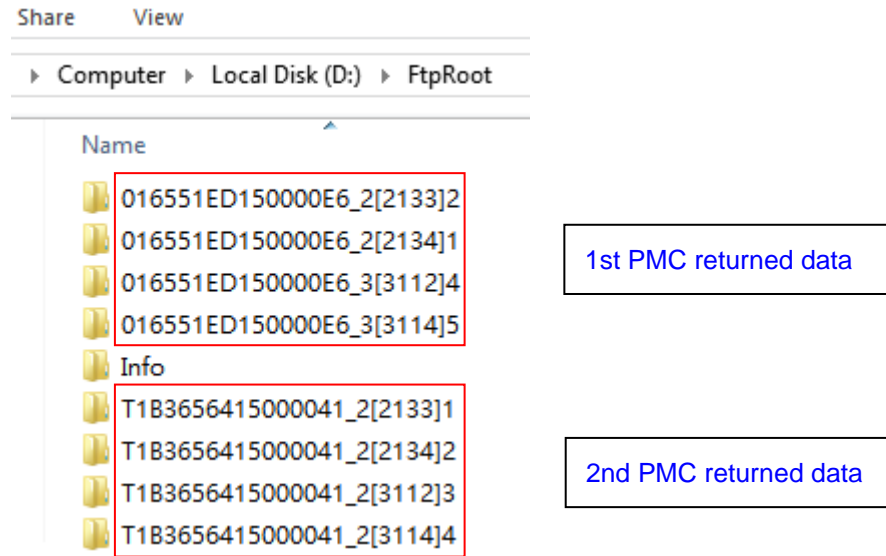 Share View
Computer Local Disk (D:) FtpRoot
Name
016551ED150000E6_2[2133]2
016551ED150000E6_2[2134]1
016551ED150000E6_3[3112]4
016551ED150000E6_3[3114]5
1st PMC returned data
Info
T1B3656415000041_2[2133]1
T1B3656415000041_2[2134]2
T1B3656415000041_2[3112]3
T1B3656415000041_2[3114]4
2nd PMC returned data